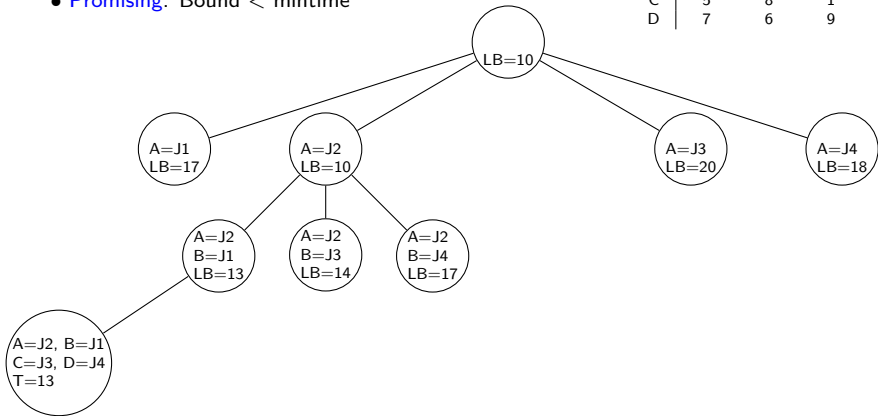 • Promising: Bound < mintime
C 5 8 1
D 7 6 9
LB=10
A=J1
LB=17
A=J2
LB=10
A=J3
LB=20
A=J4
LB=18
A=J2
B=J1
LB=13
A=J2
B=J3
LB=14
A=J2
B=J4
LB=17
A=J2, B=J1
C=J3, D=J4
T=13